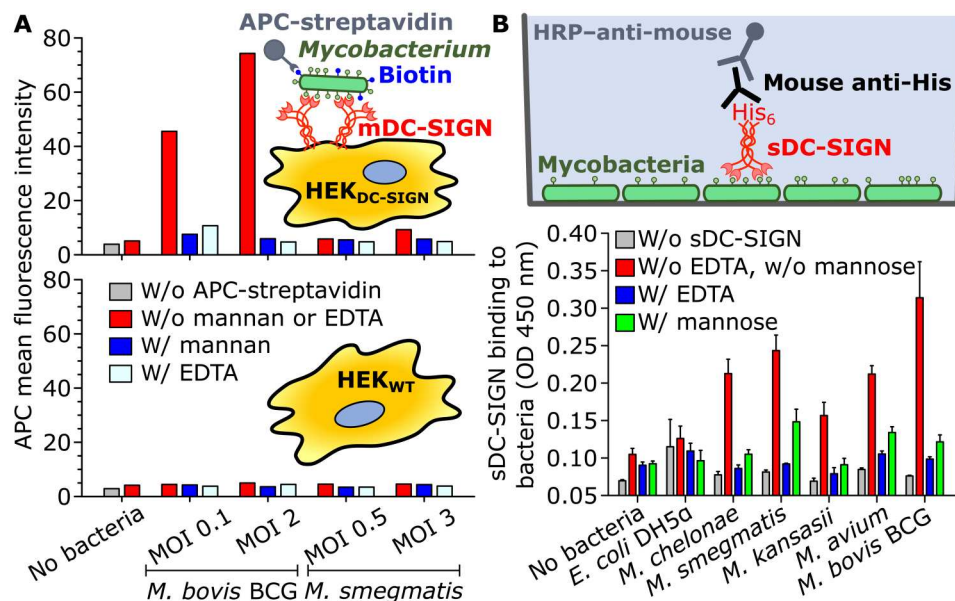 A
APC mean fluorescence intensity
80
60
40
20
0
APC-streptavidin
Mycobacterium
Biotin
mDC-SIGN
HEKDC-SIGN
80
60
40
20
0
W/o APC-streptavidin
W/o mannan or EDTA
W/ mannan
W/ EDTA
HEKWT
No bacteria
MOI 0.1
MOI 2
MOI 0.5
MOI 3
M. bovis BCG
M. smegmatis
B
HRP–anti-mouse
Mouse anti-His
His6
sDC-SIGN
Mycobacteria
sDC-SIGN binding to
bacteria (OD 450 nm)
0.40
0.35
0.30
0.25
0.20
0.15
0.10
0.05
W/o sDC-SIGN
W/o EDTA, w/o mannose
W/ EDTA
W/ mannose
No bacteria
E. coli DH5α
M. chelonae
M. smegmatis
M. kansasii
M. avium
M. bovis BCG